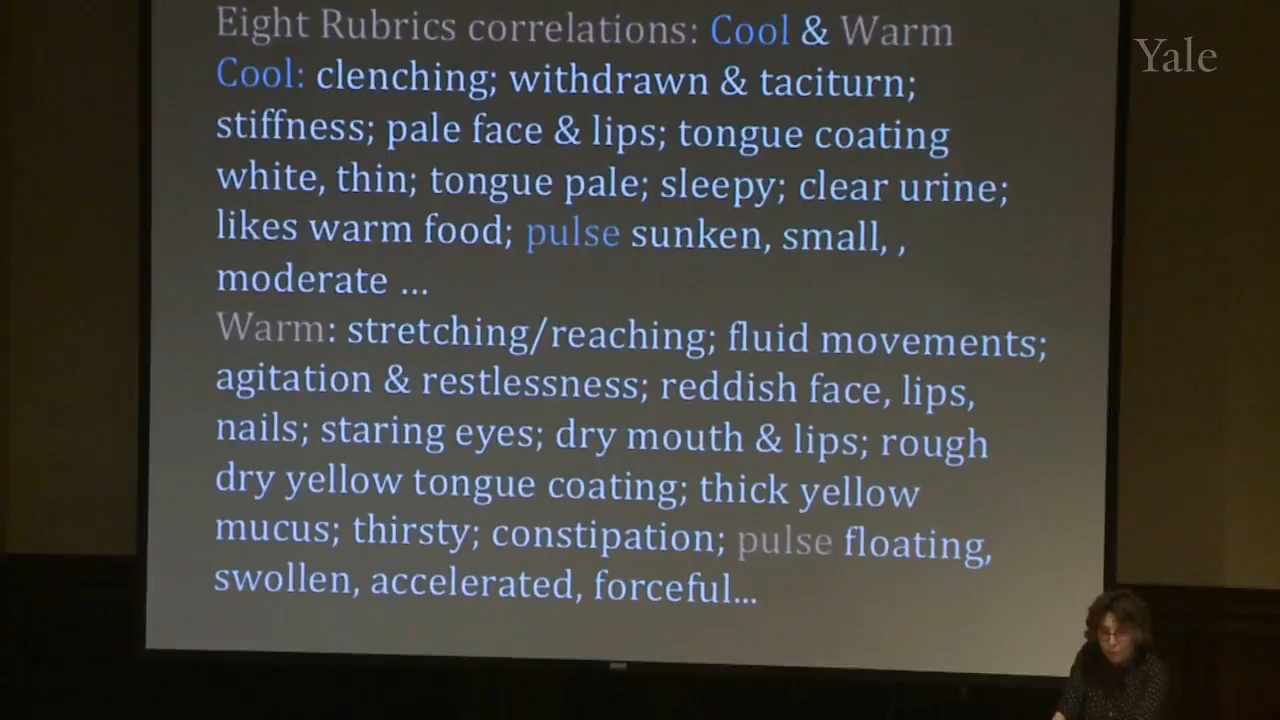 Eight Rubrics correlations: Cool & Warm
Cool: clenching; withdrawn & taciturn;
stiffness; pale face & lips; tongue coating
white, thin; tongue pale; sleepy; clear urine;
likes warm food; pulse sunken, small, ,
moderate ...
Warm: stretching/reaching; fluid movements;
agitation & restlessness; reddish face, lips,
nails; staring eyes; dry mouth & lips; rough
dry yellow tongue coating; thick yellow
mucus; thirsty; constipation; pulse floating,
swollen, accelerated, forceful...
Yale